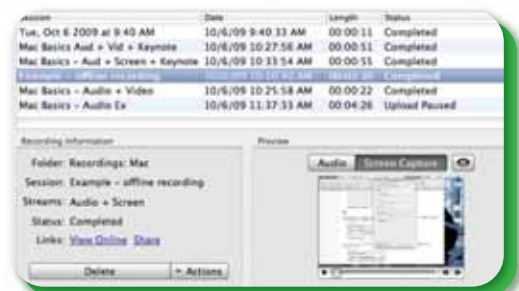 Session Date Length Status
Tue, Oct 6 2009 at 9:40 AM 10/6/09 9:40:33 AM 00:00:11 Completed
Mac Basics Aud + Vid + Keynote 10/6/09 10:27:56 AM 00:00:51 Completed
Mac Basics - Aud + Screen + Keynote 10/6/09 10:33:54 AM 00:00:55 Completed
Example - offline recording Completed
Mac Basics - Audio + Video 10/6/09 10:25:58 AM 00:00:22 Completed
Mac Basics - Audio Ex 10/6/09 11:37:33 AM 00:04:28 Upload Paused
Recording Information Preview
Folder: Recordings: Mac
Audio Screen Capture
Session: Example - offline recording
Streams: Audio + Screen
Status: Completed
Links: View Online Share
Delete Actions